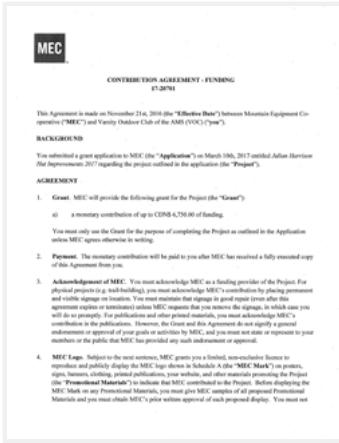 MEC
CONTRIBUTION AGREEMENT - FUNDING
17-20701
This Agreement is made on November 21st, 2016 (the "Effective Date") between Mountain Equipment Co-
operative ("MEC") and Varsity Outdoor Club of the AMS (VOC) ("you").
BACKGROUND
You submitted a grant application to MEC (the "Application") on March 10th, 2017 entitled Julian Harrison
Hut Improvements 2017 regarding the project outlined in the application (the "Project").
AGREEMENT
1. Grant. MEC will provide the following grant for the Project (the "Grant"):
a) a monetary contribution of up to CDN$ 6,750.00 of funding.
You must only use the Grant for the purpose of completing the Project as outlined in the Application
unless MEC agrees otherwise in writing.
2. Payment. The monetary contribution will be paid to you after MEC has received a fully executed copy
of this Agreement from you.
3. Acknowledgement of MEC. You must acknowledge MEC as a funding provider of the Project. For
physical projects (e.g. trail-building), you must acknowledge MEC's contribution by placing permanent
and visible signage on location. You must maintain that signage in good repair (even after this
agreement expires or terminates) unless MEC requests that you remove the signage, in which case you
will do so promptly. For publications and other printed materials, you must acknowledge MEC's
contribution in the publications. However, the Grant and this Agreement do not signify a general
endorsement or approval of your goals or activities by MEC, and you must not state or represent to your
members or the public that MEC has provided any such endorsement or approval.
4. MEC Logo. Subject to the next sentence, MEC grants you a limited, non-exclusive licence to
reproduce and publicly display the MEC logo shown in Schedule A (the "MEC Mark") on posters,
signs, banners, clothing, printed publications, your website, and other materials promoting the Project
(the "Promotional Materials") to indicate that MEC contributed to the Project. Before displaying the
MEC Mark on any Promotional Materials, you must give MEC samples of all proposed Promotional
Materials and you must obtain MEC's prior written approval of each proposed display. You must not